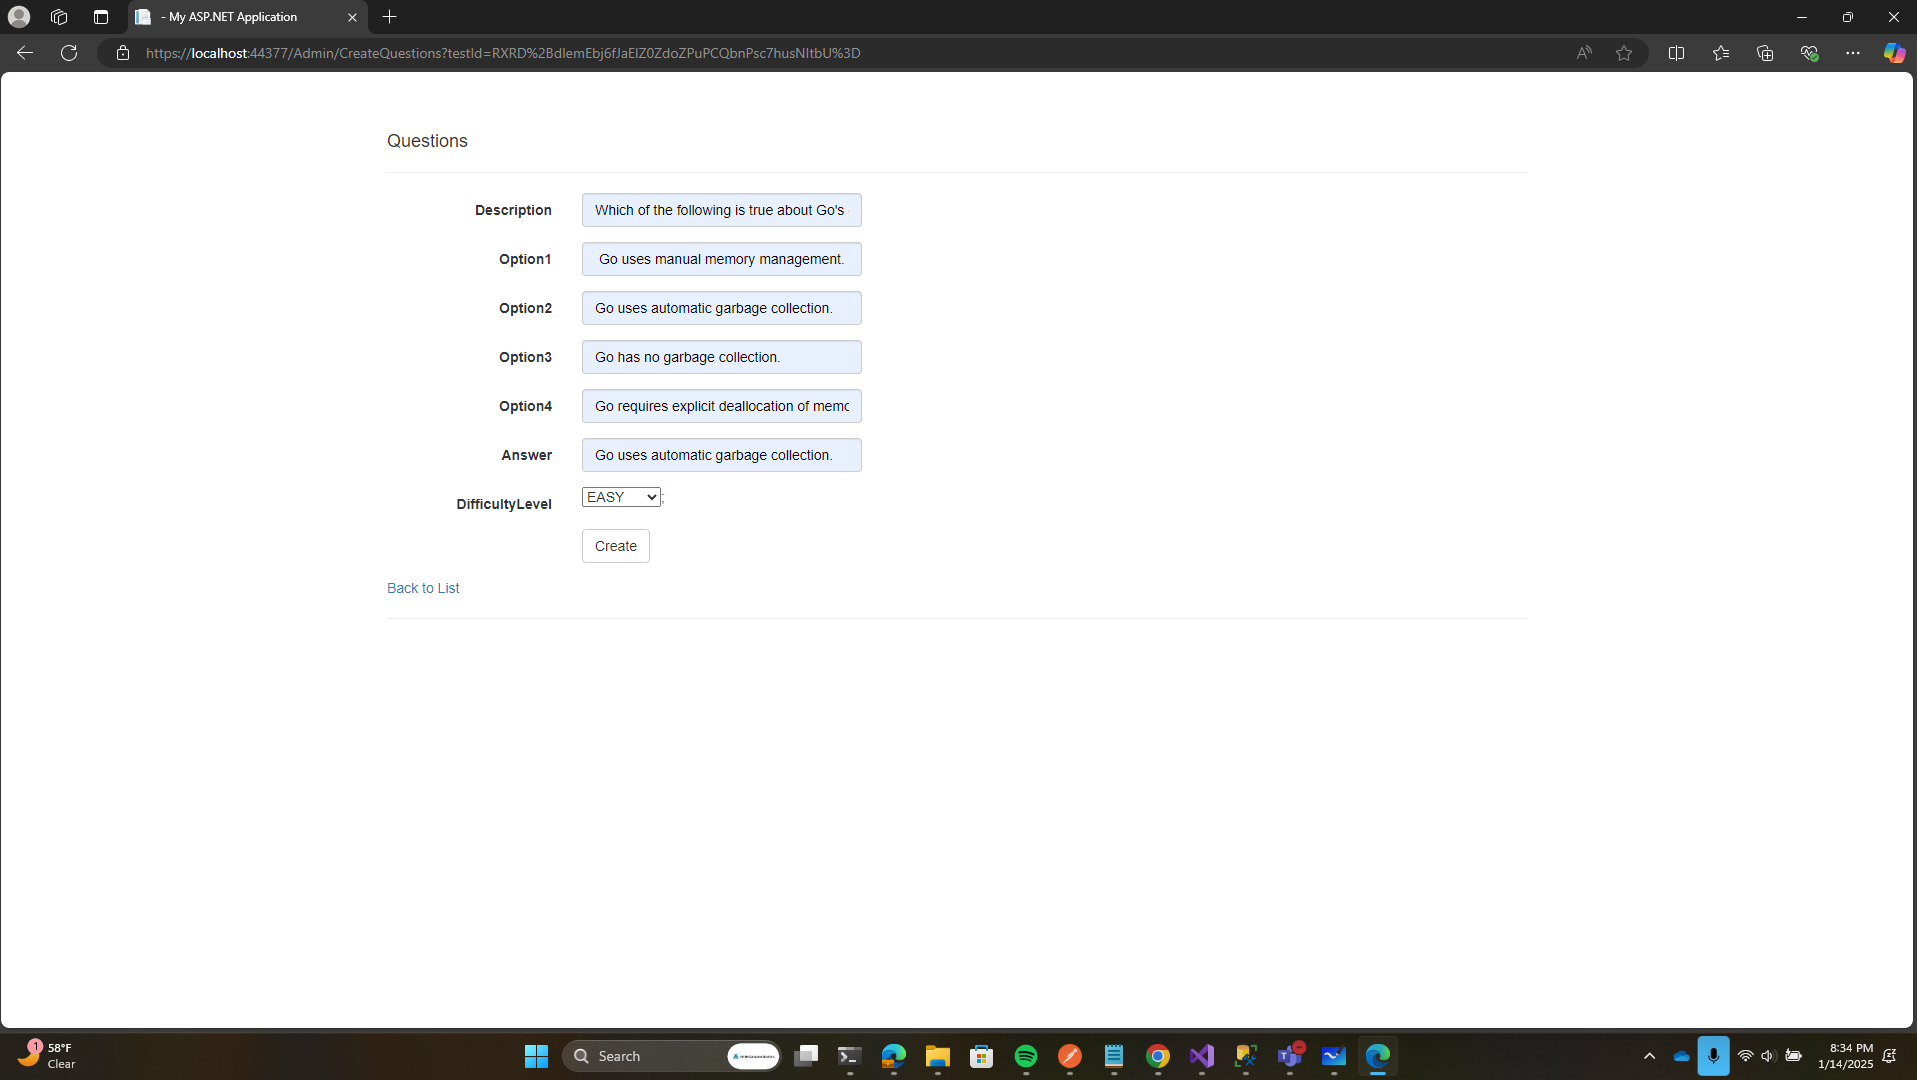 - My ASP.NET Application
https://localhost:44377/Admin/CreateQuestions?testId=RXRD%2BdIemEbj6fJaEIZ0ZdoZPuPCQbnPsc7husNItbU%3D
Questions
Description Which of the following is true about Go's
Option1 Go uses manual memory management.
Option2 Go uses automatic garbage collection.
Option3 Go has no garbage collection.
Option4 Go requires explicit deallocation of memo
Answer Go uses automatic garbage collection.
DifficultyLevel EASY ;
Create
Back to List
1
58°F
Clear
Search
8:34 PM
1/14/2025